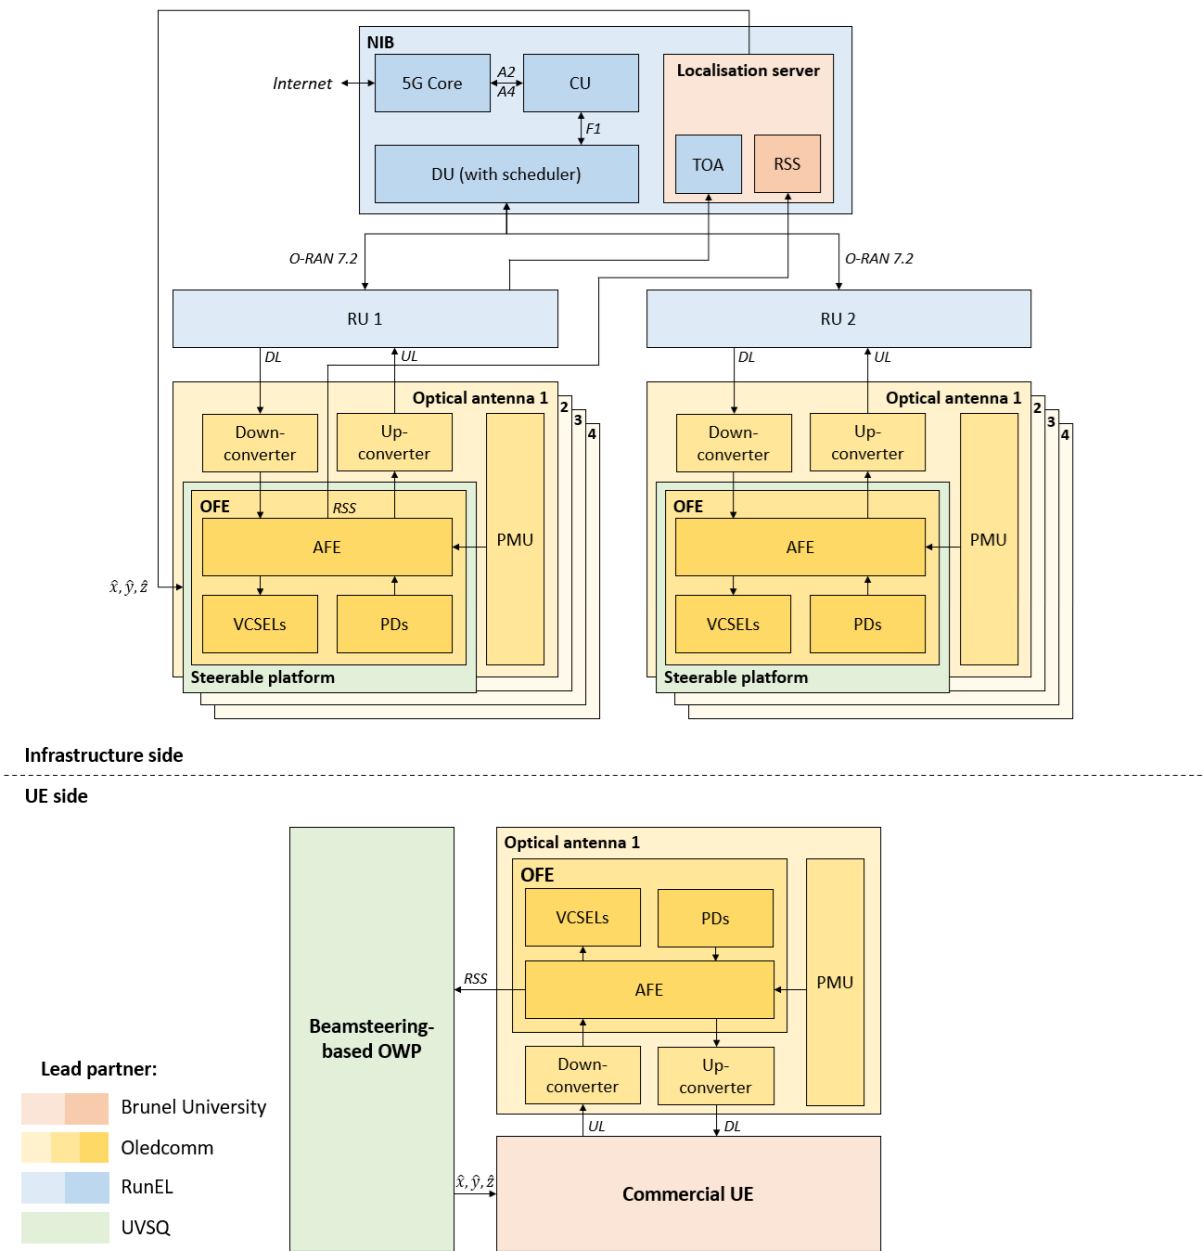 NIB
Localisation server
Internet
5G Core
A2
A4
CU
F1
DU (with scheduler)
TOA
RSS
O-RAN 7.2
O-RAN 7.2
RU 1
RU 2
DL
UL
DL
UL
Optical antenna 1
2
3
4
Optical antenna 1
2
3
4
Down-
converter
Up-
converter
Down-
converter
Up-
converter
OFE
RSS
AFE
PMU
OFE
AFE
PMU
x̂, ŷ, ẑ
VCSELs
PDs
VCSELs
PDs
Steerable platform
Steerable platform
Infrastructure side
UE side
Optical antenna 1
OFE
VCSELs
PDs
RSS
AFE
PMU
Beamsteering-
based OWP
Down-
converter
Up-
converter
UL
DL
x̂, ŷ, ẑ
Commercial UE
Lead partner:
Brunel University
Oledcomm
RunEL
UVSQ